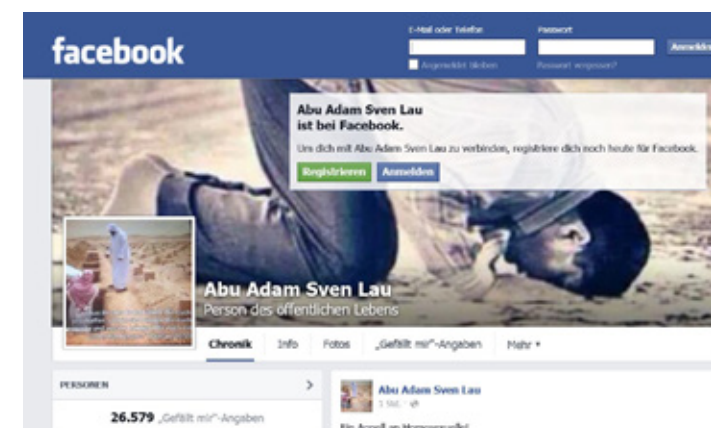 facebook
E-Mail oder Telefon
Passwort
Anmelden
Angemeldet bleiben
Passwort vergessen?
Abu Adam Sven Lau
ist bei Facebook.
Um dich mit Abu Adam Sven Lau zu verbinden, registriere dich noch heute für Facebook.
Registrieren
Anmelden
Abu Adam Sven Lau
Person des öffentlichen Lebens
Chronik
Info
Fotos
„Gefällt mir“-Angaben
Mehr
PERSONEN
26.579 „Gefällt mir“-Angaben
Abu Adam Sven Lau